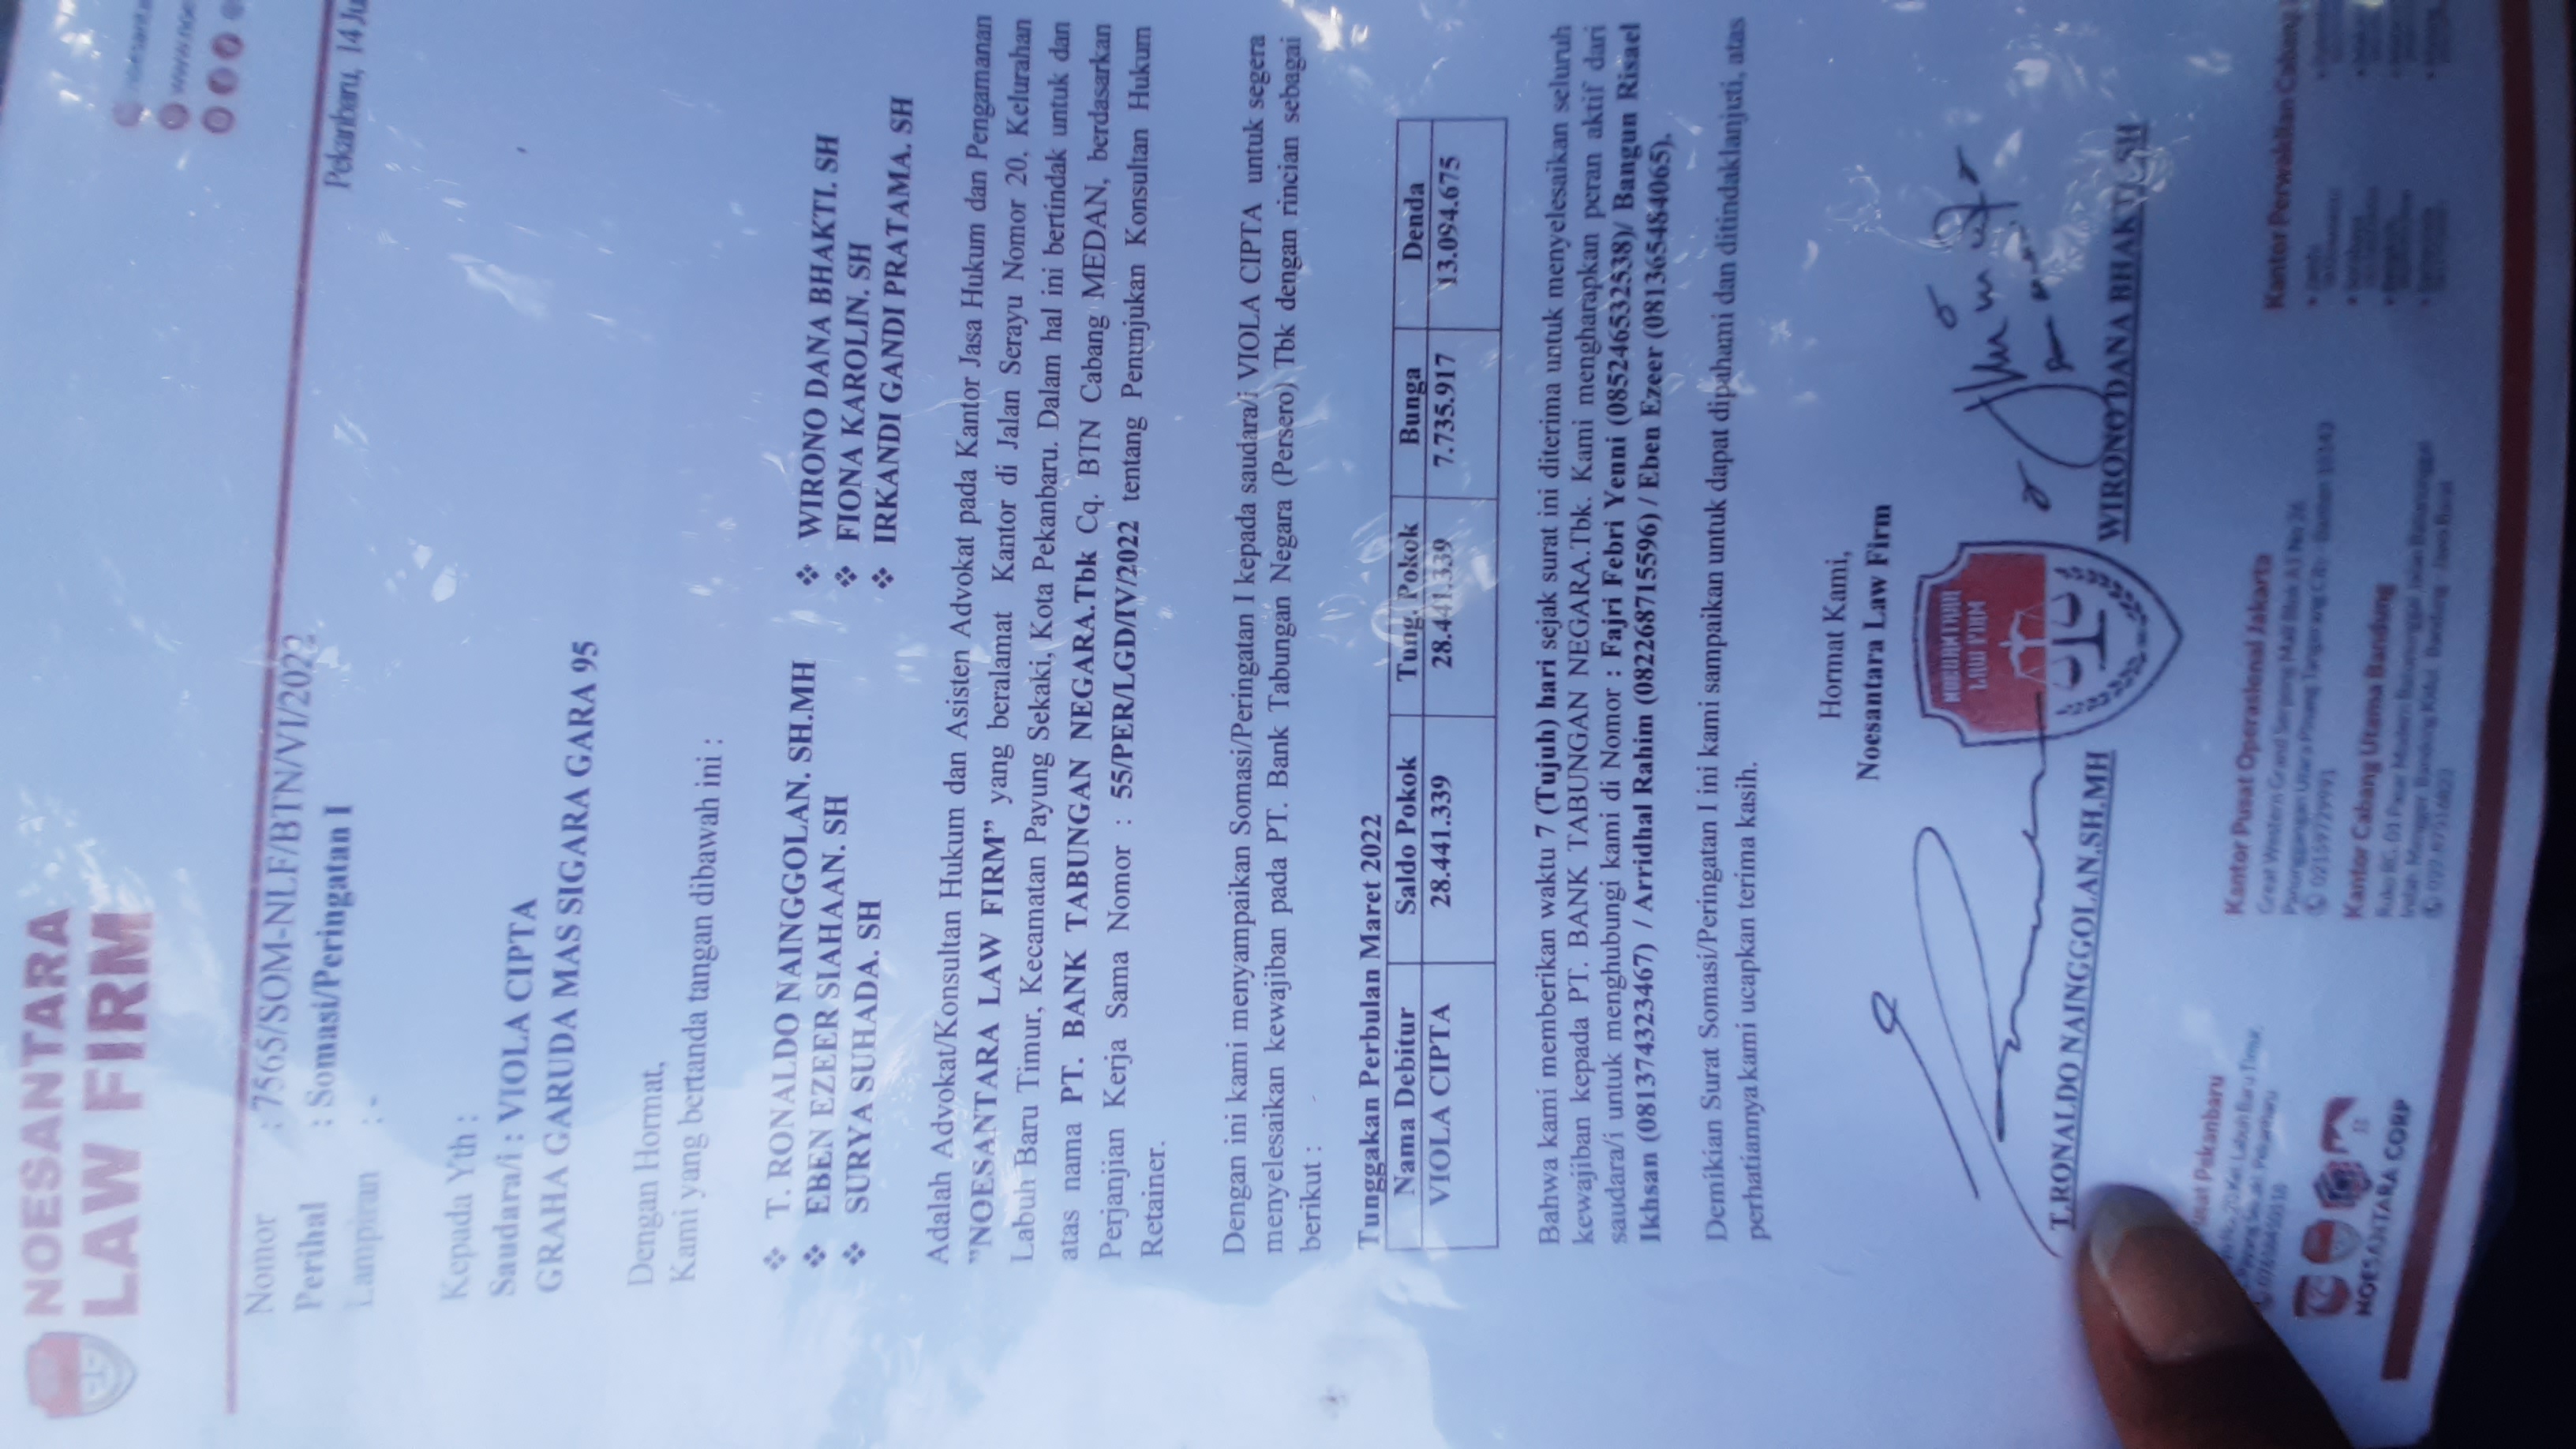 NOESANTARA
LAW FIRM
Pekanbaru, 14 Ju
Nomor : 7565/SOM-NLF/BTN/VI/2022
Perihal : Somasi/Peringatan I
Lampiran : -
Kepada Yth :
Saudara/i : VIOLA CIPTA
GRAHA GARUDA MAS SIGARA GARA 95
Dengan Hormat,
Kami yang bertanda tangan dibawah ini :
❖ T. RONALDO NAINGGOLAN. SH.MH ❖ WIRONO DANA BHAKTI. SH
❖ EBEN EZEER SIAHAAN. SH ❖ FIONA KAROLIN. SH
❖ SURYA SUHADA. SH ❖ IRKANDI GANDI PRATAMA. SH
Adalah Advokat/Konsultan Hukum dan Asisten Advokat pada Kantor Jasa Hukum dan Pengamanan
"NOESANTARA LAW FIRM" yang beralamat Kantor di Jalan Serayu Nomor 20, Kelurahan
Labuh Baru Timur, Kecamatan Payung Sekaki, Kota Pekanbaru. Dalam hal ini bertindak untuk dan
atas nama PT. BANK TABUNGAN NEGARA.Tbk Cq. BTN Cabang MEDAN, berdasarkan
Perjanjian Kerja Sama Nomor : 55/PER/LGD/IV/2022 tentang Penunjukan Konsultan Hukum
Retainer.
Dengan ini kami menyampaikan Somasi/Peringatan I kepada saudara/i VIOLA CIPTA untuk segera
menyelesaikan kewajiban pada PT. Bank Tabungan Negara (Persero) Tbk dengan rincian sebagai
berikut :
Tunggakan Perbulan Maret 2022
Nama Debitur Saldo Pokok Tung. Pokok Bunga Denda
VIOLA CIPTA 28.441.339 28.441.339 7.735.917 13.094.675
Bahwa kami memberikan waktu 7 (Tujuh) hari sejak surat ini diterima untuk menyelesaikan seluruh
kewajiban kepada PT. BANK TABUNGAN NEGARA.Tbk. Kami mengharapkan peran aktif dari
saudara/i untuk menghubungi kami di Nomor : Fajri Febri Yenni (085246532538)/ Bangun Risael
Ikhsan (081374323467) / Arridhal Rahim (082268715596) / Eben Ezeer (081365484065).
Demikian Surat Somasi/Peringatan I ini kami sampaikan untuk dapat dipahami dan ditindaklanjuti, atas
perhatiannya kami ucapkan terima kasih.
Hormat Kami,
Noesantara Law Firm
NOESANTARA
LAW FIRM
T.RONALDO NAINGGOLAN.SH.MH WIRONO DANA BHAKTI.SH
Pusat Pekanbaru
Kantor Pusat Operasional Jakarta
Kantor Cabang Utama Bandung
Kantor Perwakilan Cabang
NOESANTARA CORP